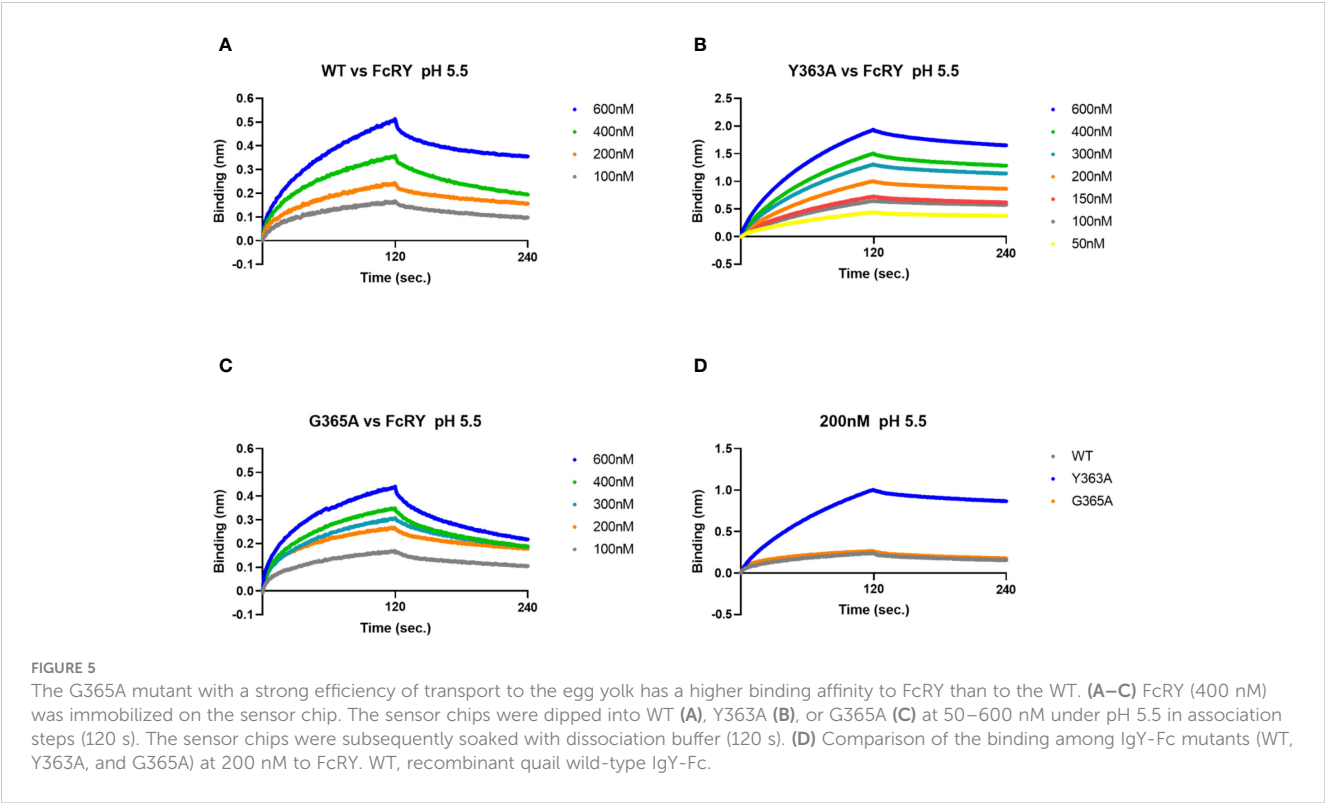 A
WT vs FcRY pH 5.5
Binding (nm)
0.6
0.5
0.4
0.3
0.2
0.1
0.0
-0.1
120
240
Time (sec.)
600nM
400nM
200nM
100nM
B
Y363A vs FcRY pH 5.5
Binding (nm)
2.5
2.0
1.5
1.0
0.5
0.0
-0.5
120
240
Time (sec.)
600nM
400nM
300nM
200nM
150nM
100nM
50nM
C
G365A vs FcRY pH 5.5
Binding (nm)
0.6
0.5
0.4
0.3
0.2
0.1
0.0
-0.1
120
240
Time (sec.)
600nM
400nM
300nM
200nM
100nM
D
200nM pH 5.5
Binding (nm)
1.5
1.0
0.5
0.0
-0.5
120
240
Time (sec.)
WT
Y363A
G365A
FIGURE 5
The G365A mutant with a strong efficiency of transport to the egg yolk has a higher binding affinity to FcRY than to the WT. (A–C) FcRY (400 nM)
was immobilized on the sensor chip. The sensor chips were dipped into WT (A), Y363A (B), or G365A (C) at 50–600 nM under pH 5.5 in association
steps (120 s). The sensor chips were subsequently soaked with dissociation buffer (120 s). (D) Comparison of the binding among IgY-Fc mutants (WT,
Y363A, and G365A) at 200 nM to FcRY. WT, recombinant quail wild-type IgY-Fc.